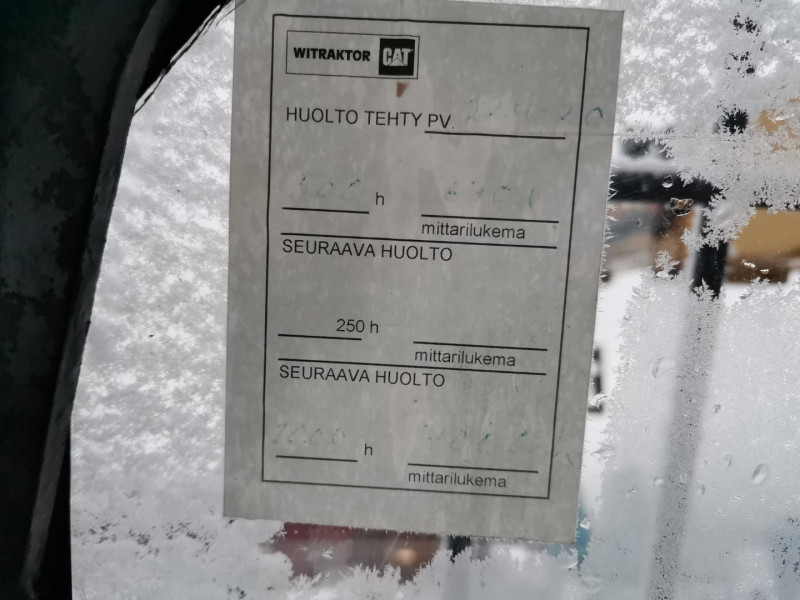 WITRAKTOR CAT
HUOLTO TEHTY PV.
h
mittarilukema
SEURAAVA HUOLTO
250 h
mittarilukema
SEURAAVA HUOLTO
h
mittarilukema